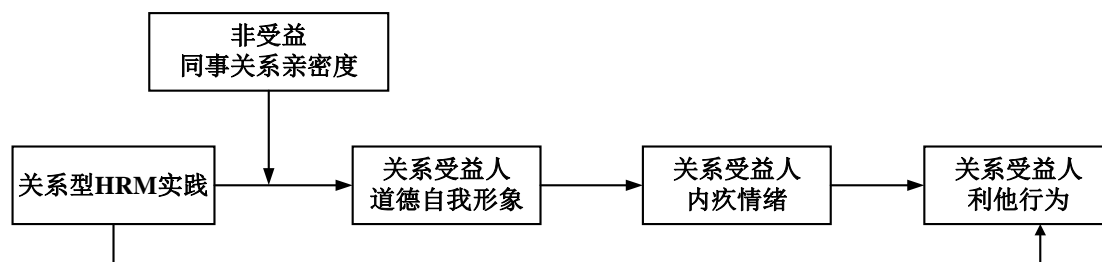 非受益
同事关系亲密度
关系型HRM实践
关系受益人
道德自我形象
关系受益人
内疚情绪
关系受益人
利他行为